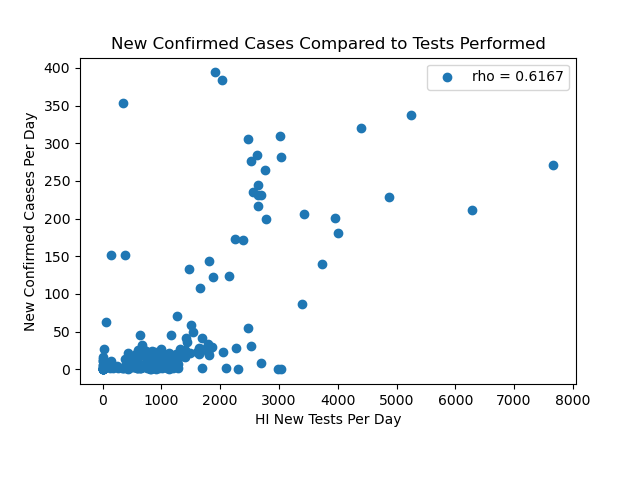 New Confirmed Cases Compared to Tests Performed
rho = 0.6167
400
350
300
250
200
150
100
50
0
New Confirmed Caeses Per Day
0 1000 2000 3000 4000 5000 6000 7000 8000
HI New Tests Per Day